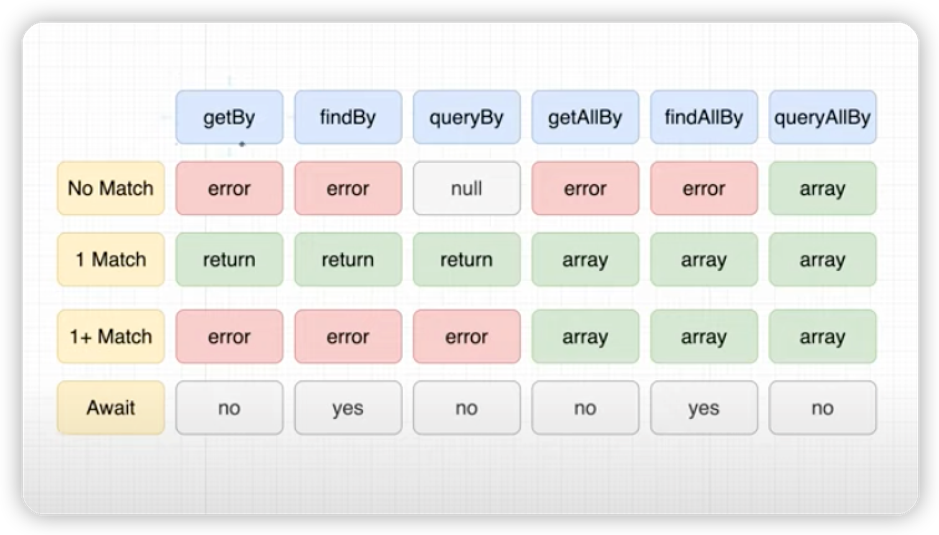 getBy findBy queryBy getAllBy findAllBy queryAllBy
No Match error error null error error array
1 Match return return return array array array
1+ Match error error error array array array
Await no yes no no yes no